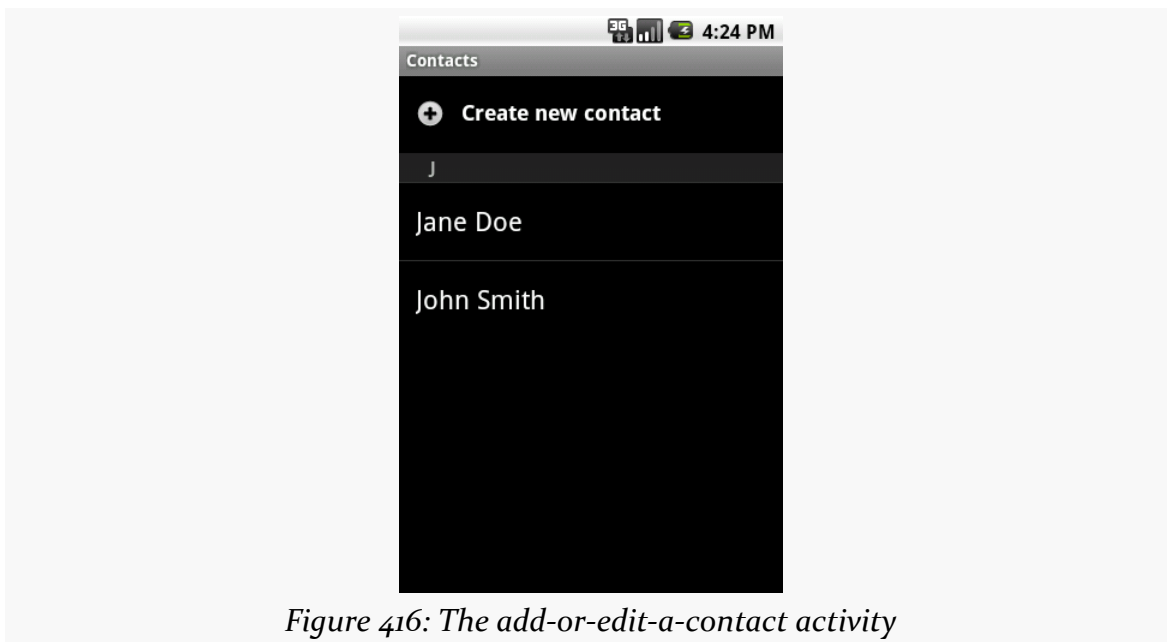 3G 4:24 PM
Contacts
Create new contact
J
Jane Doe
John Smith
Figure 416: The add-or-edit-a-contact activity